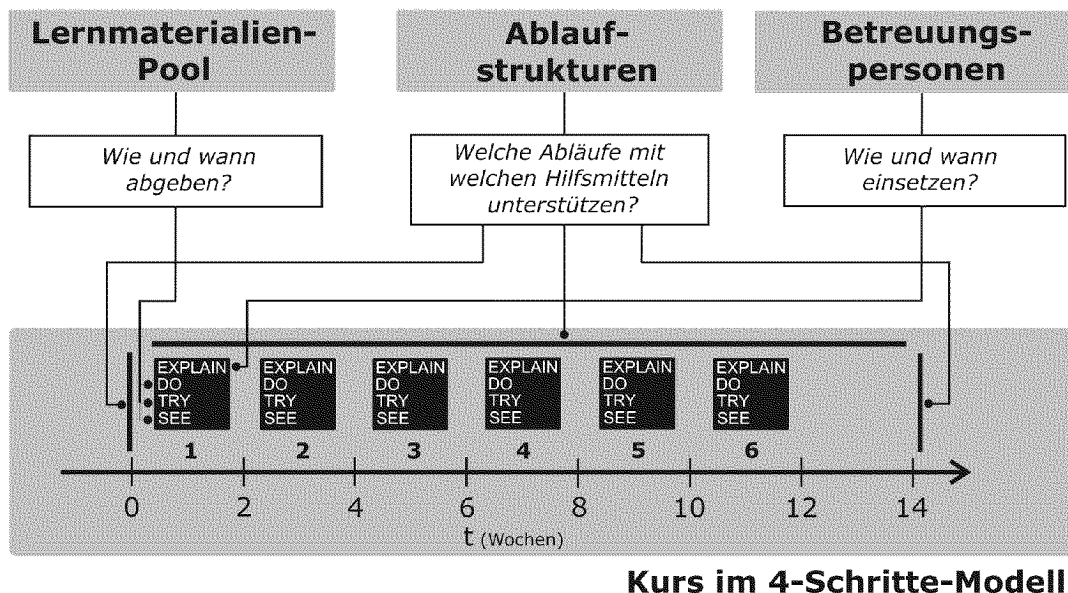 Lernmaterialien-
Pool
Ablauf-
strukturen
Betreuungs-
personen
Wie und wann
abgeben?
Welche Abläufe mit
welchen Hilfsmitteln
unterstützen?
Wie und wann
einsetzen?
EXPLAIN
DO
TRY
SEE
1
EXPLAIN
DO
TRY
SEE
2
EXPLAIN
DO
TRY
SEE
3
EXPLAIN
DO
TRY
SEE
4
EXPLAIN
DO
TRY
SEE
5
EXPLAIN
DO
TRY
SEE
6
0 2 4 6 8 10 12 14
t (Wochen)
Kurs im 4-Schritte-Modell